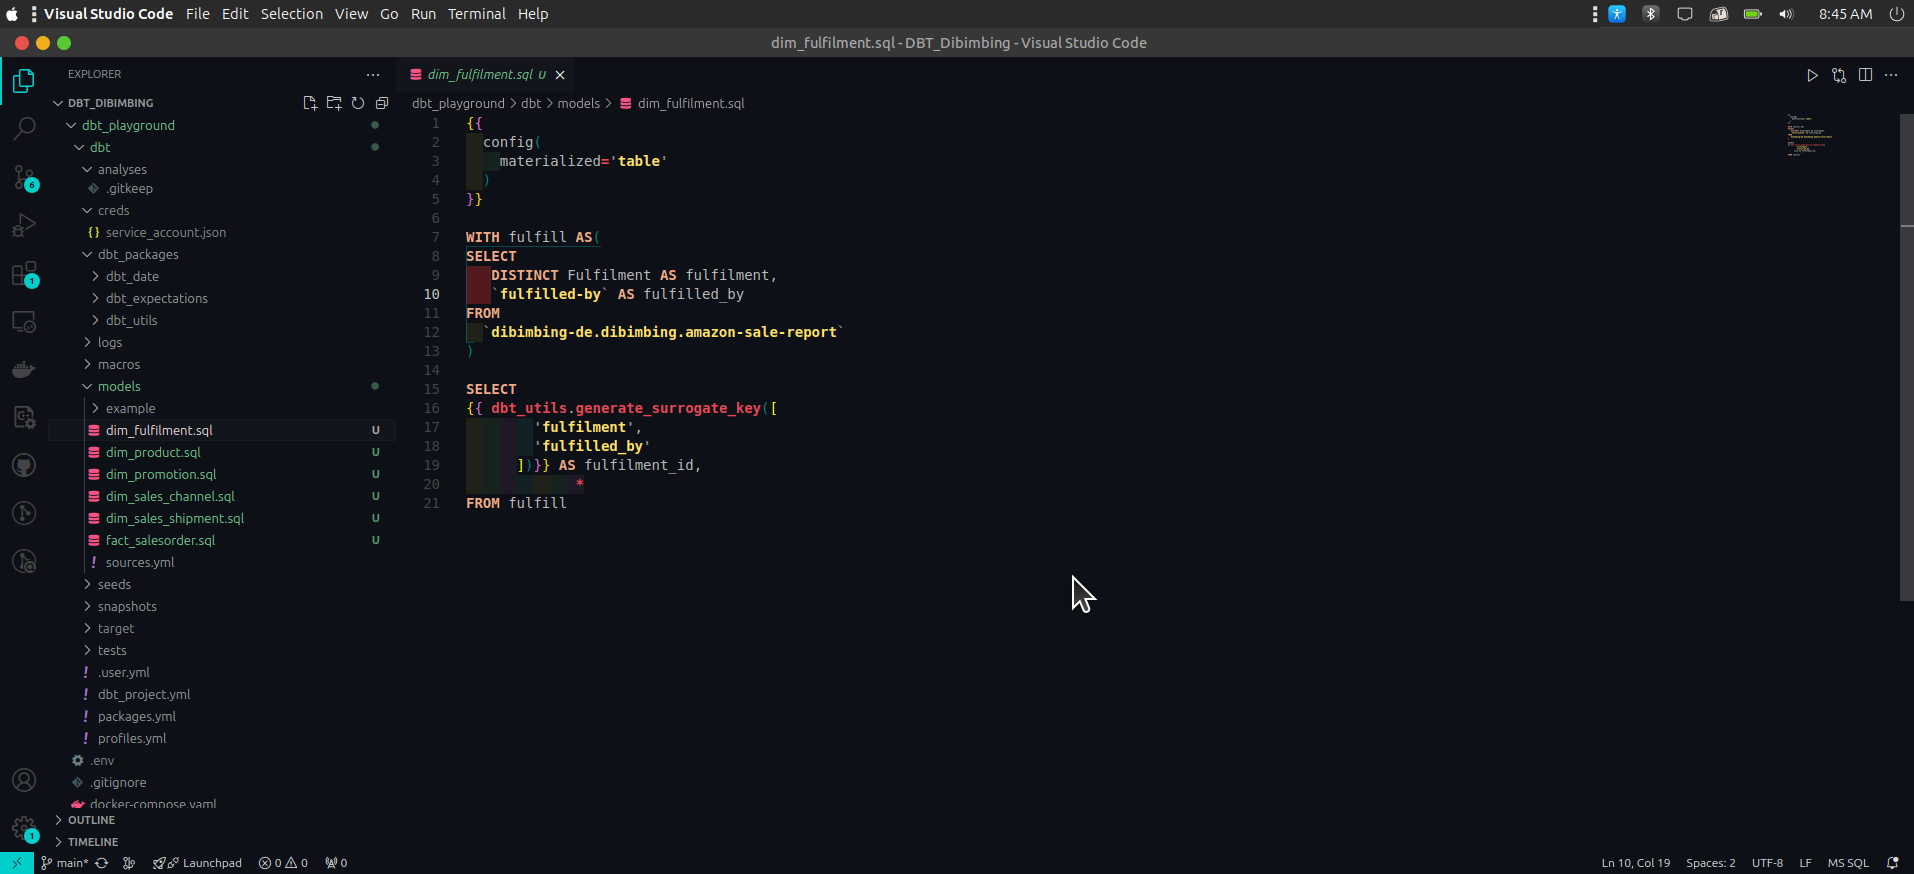 Visual Studio Code File Edit Selection View Go Run Terminal Help 8:45 AM
dim_fulfilment.sql - DBT_Dibimbing - Visual Studio Code
EXPLORER
DBT_DIBIMBING
dbt_playground
dbt
analyses
.gitkeep
creds
{} service_account.json
dbt_packages
dbt_date
dbt_expectations
dbt_utils
logs
macros
models
example
dim_fulfilment.sql U
dim_product.sql U
dim_promotion.sql U
dim_sales_channel.sql U
dim_sales_shipment.sql U
fact_salesorder.sql U
! sources.yml
seeds
snapshots
target
tests
! .user.yml
! dbt_project.yml
! packages.yml
! profiles.yml
.env
.gitignore
docker-compose.yaml
OUTLINE
TIMELINE
6
1
1
dim_fulfilment.sql U
dbt_playground > dbt > models > dim_fulfilment.sql
1 {{
2 config(
3 materialized='table'
4 )
5 }}
6
7 WITH fulfill AS(
8 SELECT
9 DISTINCT Fulfilment AS fulfilment,
10 `fulfilled-by` AS fulfilled_by
11 FROM
12 `dibimbing-de.dibimbing.amazon-sale-report`
13 )
14
15 SELECT
16 {{ dbt_utils.generate_surrogate_key([
17 'fulfilment',
18 'fulfilled_by'
19 ])}} AS fulfilment_id,
20 *
21 FROM fulfill
main* Launchpad 0 0 0 Ln 10, Col 19 Spaces: 2 UTF-8 LF MS SQL